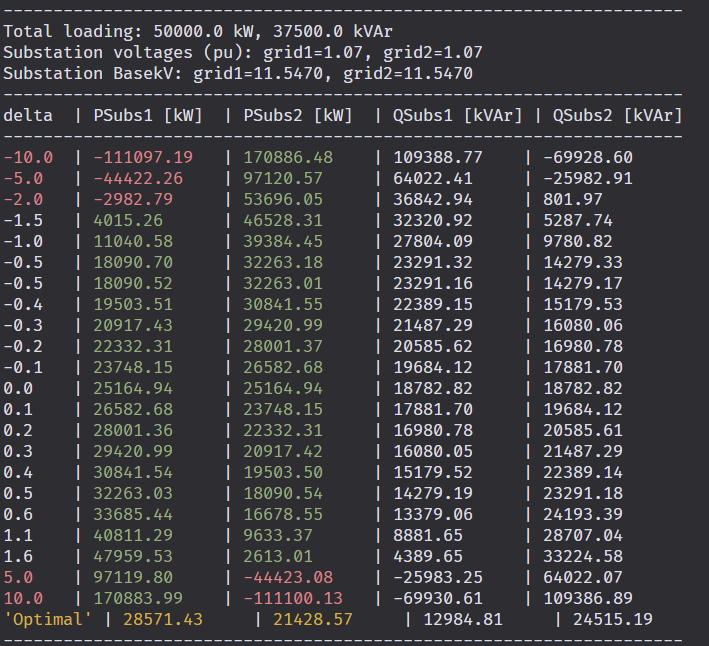 --------------------------------------------------------------------
Total loading: 50000.0 kW, 37500.0 kVAr
Substation voltages (pu): grid1=1.07, grid2=1.07
Substation BasekV: grid1=11.5470, grid2=11.5470
--------------------------------------------------------------------
delta  | PSubs1 [kW]  | PSubs2 [kW]  | QSubs1 [kVAr] | QSubs2 [kVAr]
--------------------------------------------------------------------
-10.0  | -111097.19   | 170886.48    | 109388.77    | -69928.60
-5.0   | -44422.26    | 97120.57     | 64022.41     | -25982.91
-2.0   | -2982.79     | 53696.05     | 36842.94     | 801.97
-1.5   | 4015.26      | 46528.31     | 32320.92     | 5287.74
-1.0   | 11040.58     | 39384.45     | 27804.09     | 9780.82
-0.5   | 18090.70     | 32263.18     | 23291.32     | 14279.33
-0.5   | 18090.52     | 32263.01     | 23291.16     | 14279.17
-0.4   | 19503.51     | 30841.55     | 22389.15     | 15179.53
-0.3   | 20917.43     | 29420.99     | 21487.29     | 16080.06
-0.2   | 22332.31     | 28001.37     | 20585.62     | 16980.78
-0.1   | 23748.15     | 26582.68     | 19684.12     | 17881.70
0.0    | 25164.94     | 25164.94     | 18782.82     | 18782.82
0.1    | 26582.68     | 23748.15     | 17881.70     | 19684.12
0.2    | 28001.36     | 22332.31     | 16980.78     | 20585.61
0.3    | 29420.99     | 20917.42     | 16080.05     | 21487.29
0.4    | 30841.54     | 19503.50     | 15179.52     | 22389.14
0.5    | 32263.03     | 18090.54     | 14279.19     | 23291.18
0.6    | 33685.44     | 16678.55     | 13379.06     | 24193.39
1.1    | 40811.29     | 9633.37      | 8881.65      | 28707.04
1.6    | 47959.53     | 2613.01      | 4389.65      | 33224.58
5.0    | 97119.80     | -44423.08    | -25983.25    | 64022.07
10.0   | 170883.99    | -111100.13   | -69930.61    | 109386.89
'Optimal' | 28571.43     | 21428.57     | 12984.81     | 24515.19
--------------------------------------------------------------------